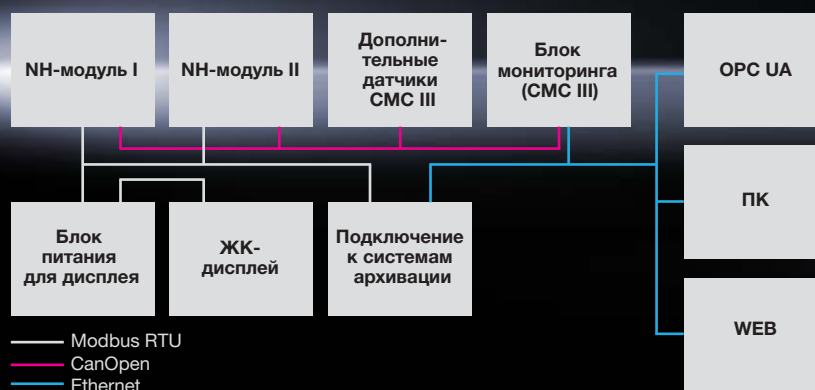 NH-модуль I
NH-модуль II
Дополни-
тельные
датчики
CMC III
Блок
мониторинга
(CMC III)
OPC UA
ПК
WEB
Блок
питания
для дисплея
ЖК-
дисплей
Подключение
к системам
архивации
Modbus RTU
CanOpen
Ethernet